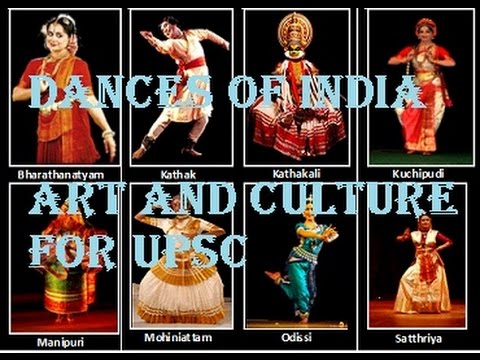 DANCES OF INDIA
Bharathanatyam
Kathak
Kathakali
Kuchipudi
ART AND CULTURE
FOR UPSC
Manipuri
Mohiniattam
Odissi
Satthriya